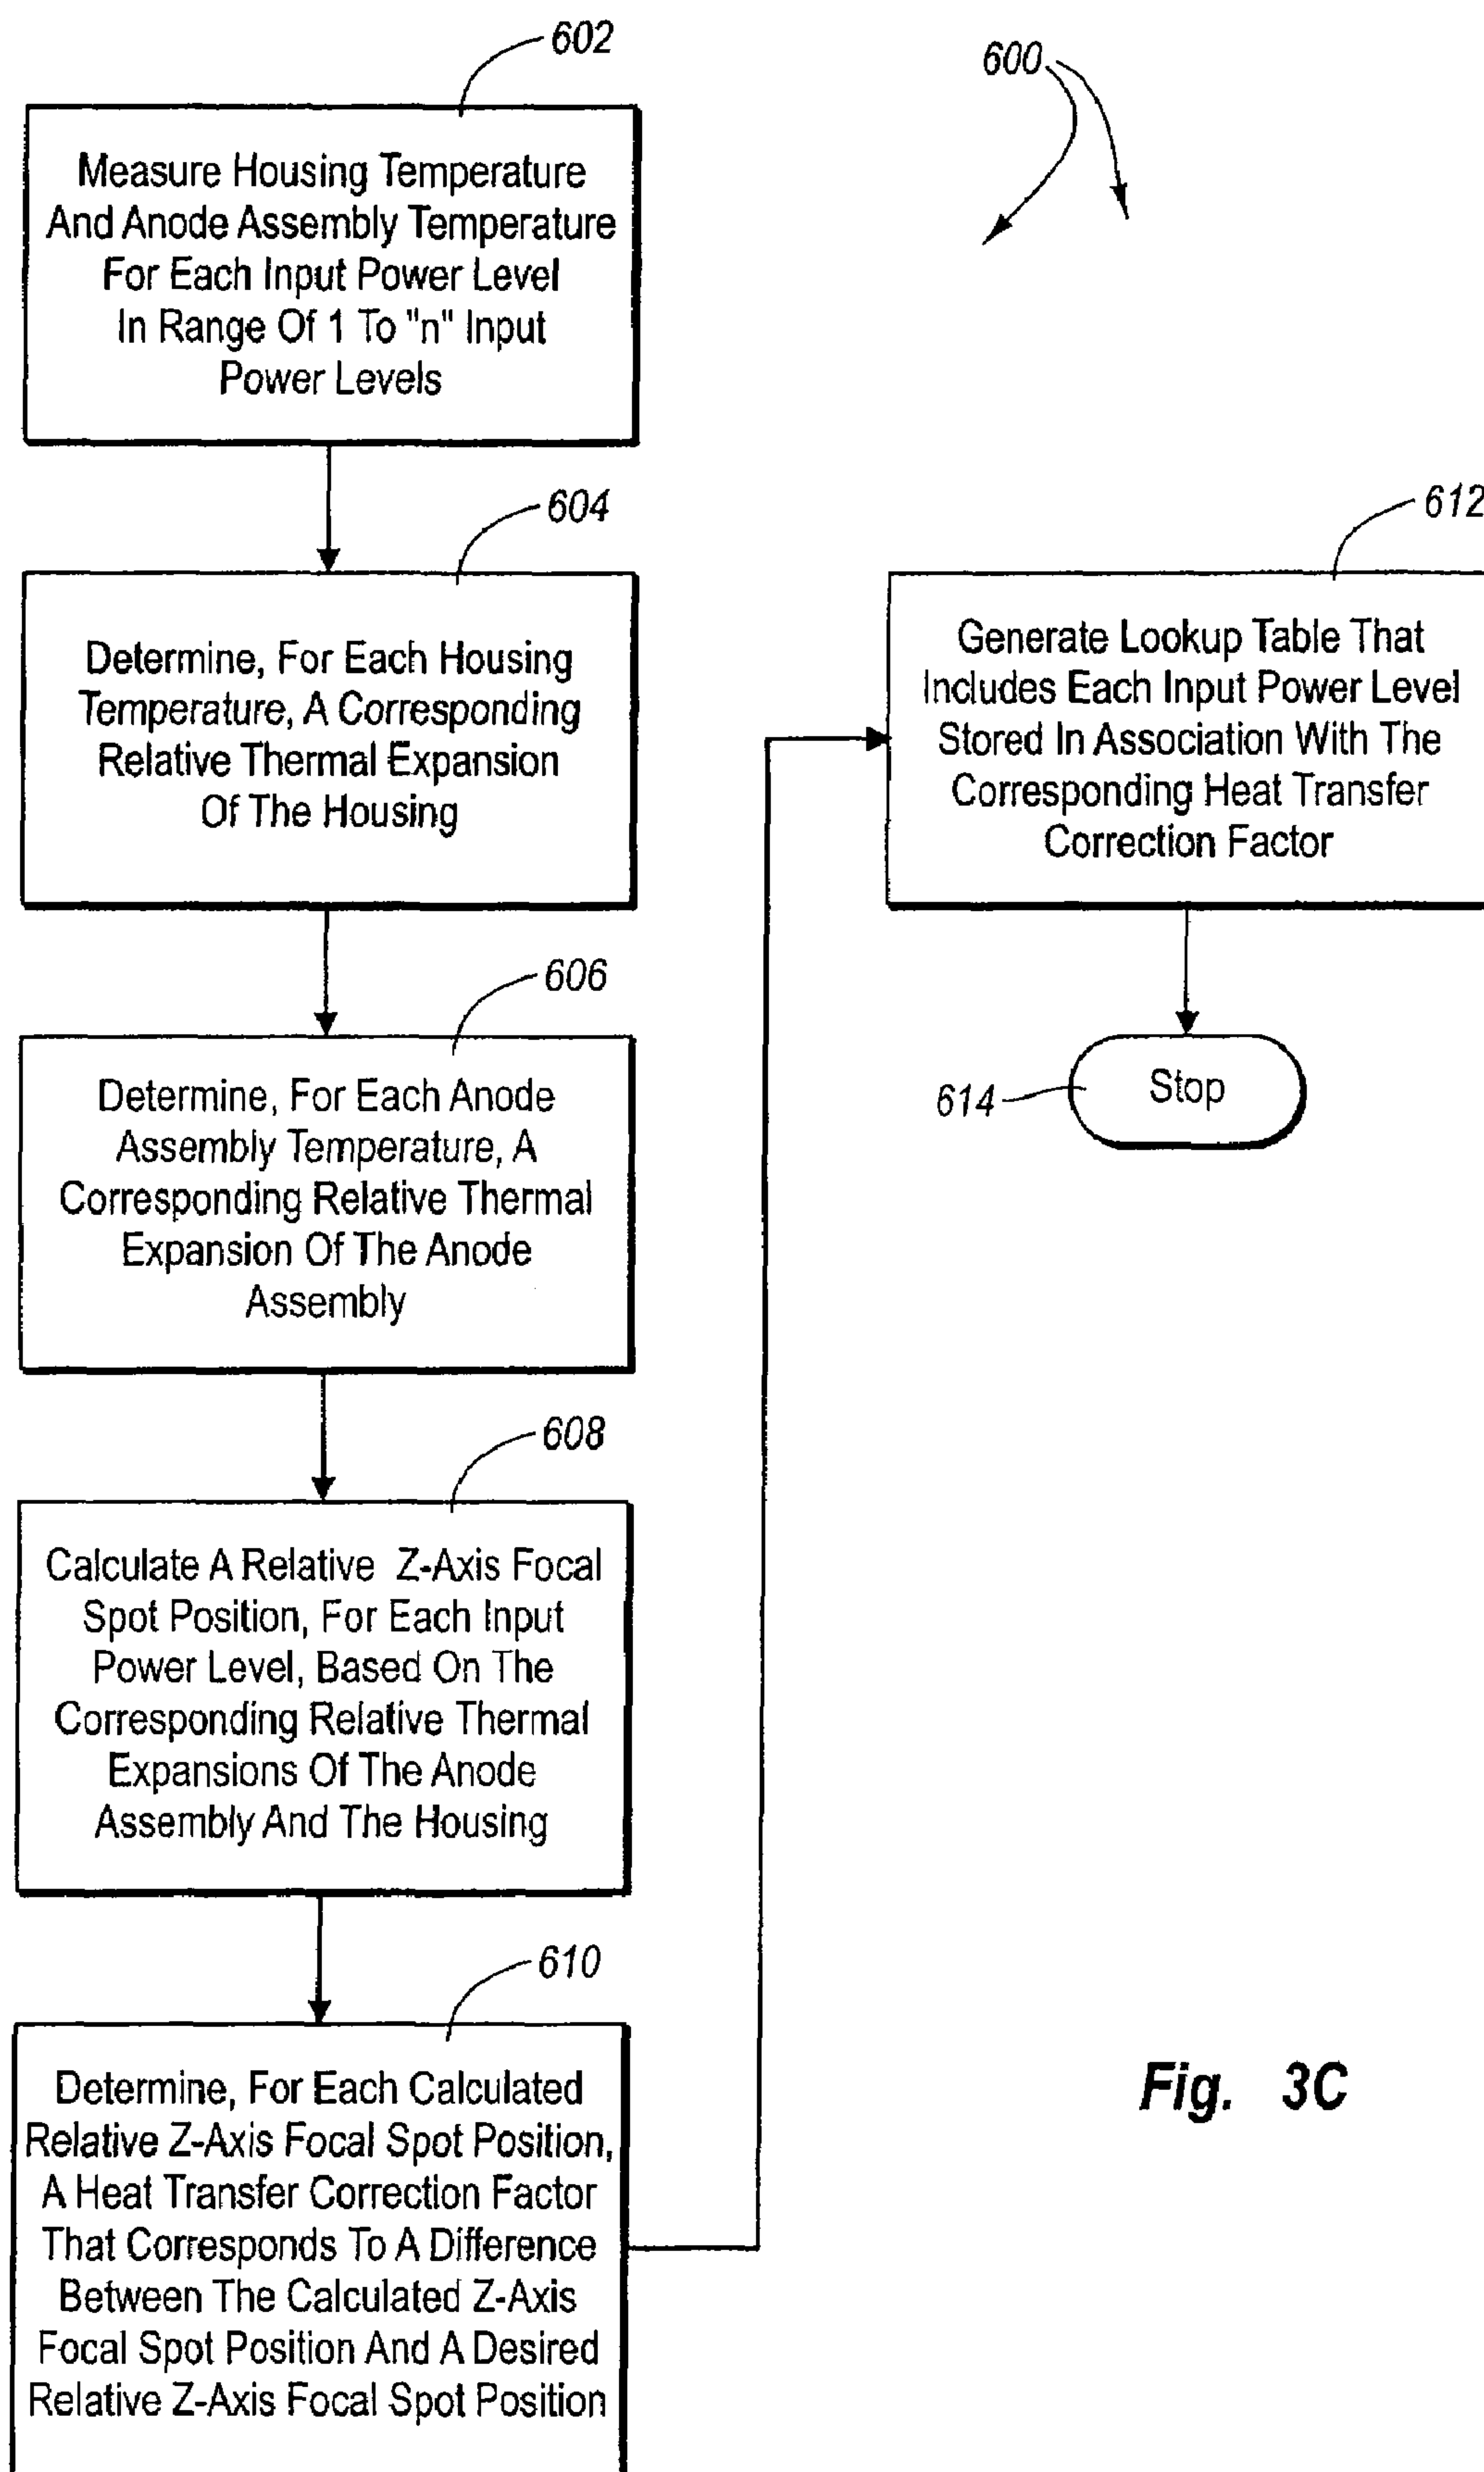 602
Measure Housing Temperature
And Anode Assembly Temperature
For Each Input Power Level
In Range Of 1 To "n" Input
Power Levels
604
Determine, For Each Housing
Temperature, A Corresponding
Relative Thermal Expansion
Of The Housing
606
Determine, For Each Anode
Assembly Temperature, A
Corresponding Relative Thermal
Expansion Of The Anode
Assembly
608
Calculate A Relative Z-Axis Focal
Spot Position, For Each Input
Power Level, Based On The
Corresponding Relative Thermal
Expansions Of The Anode
Assembly And The Housing
610
Determine, For Each Calculated
Relative Z-Axis Focal Spot Position,
A Heat Transfer Correction Factor
That Corresponds To A Difference
Between The Calculated Z-Axis
Focal Spot Position And A Desired
Relative Z-Axis Focal Spot Position
600
612
Generate Lookup Table That
Includes Each Input Power Level
Stored In Association With The
Corresponding Heat Transfer
Correction Factor
614
Stop
Fig. 3C